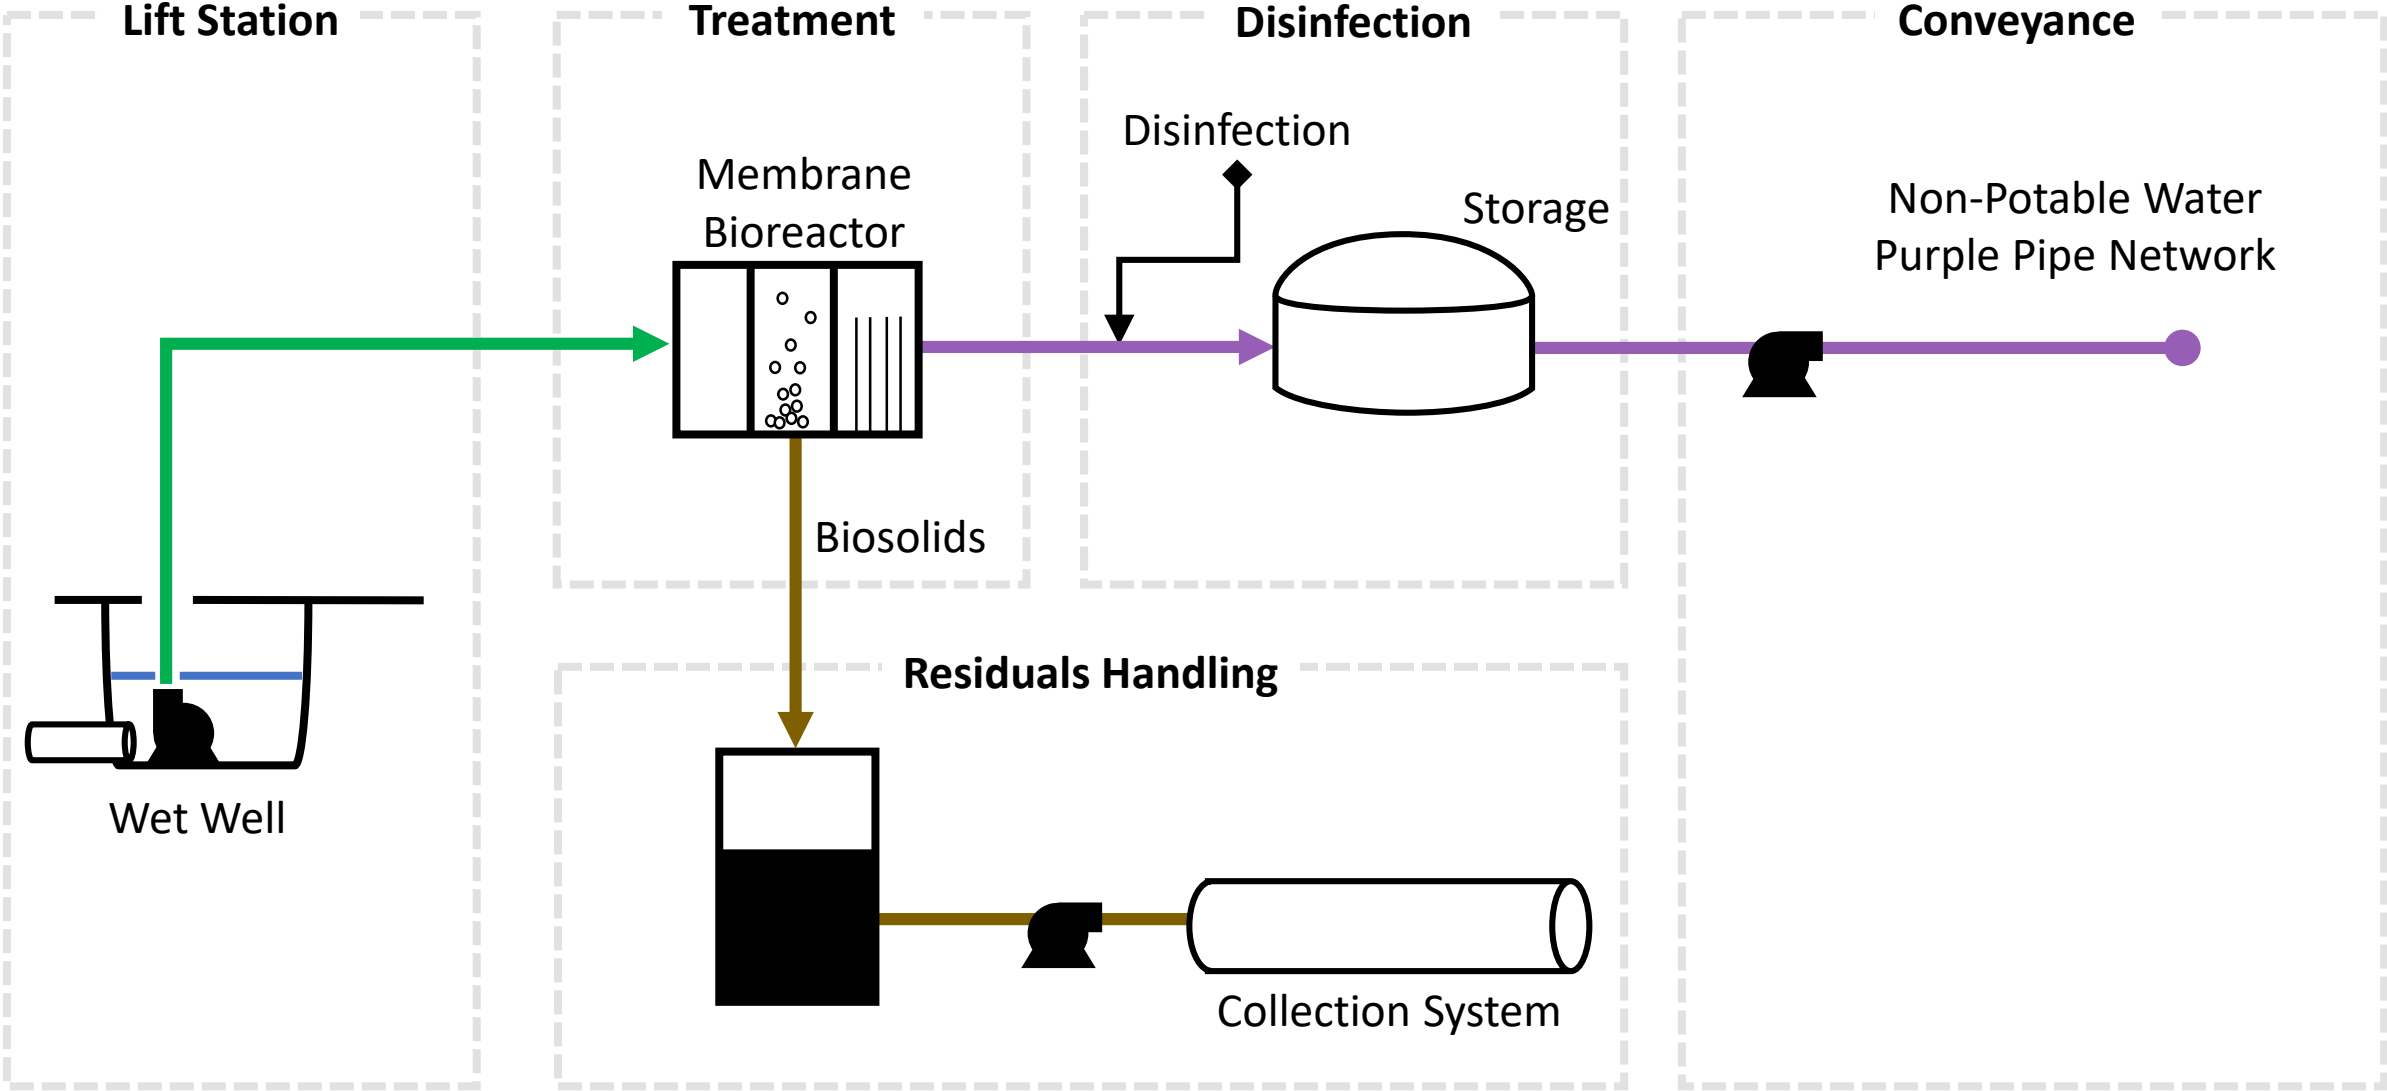 Lift Station
Treatment
Disinfection
Conveyance
Disinfection
Membrane
Bioreactor
Storage
Non-Potable Water
Purple Pipe Network
Biosolids
Residuals Handling
Wet Well
Collection System